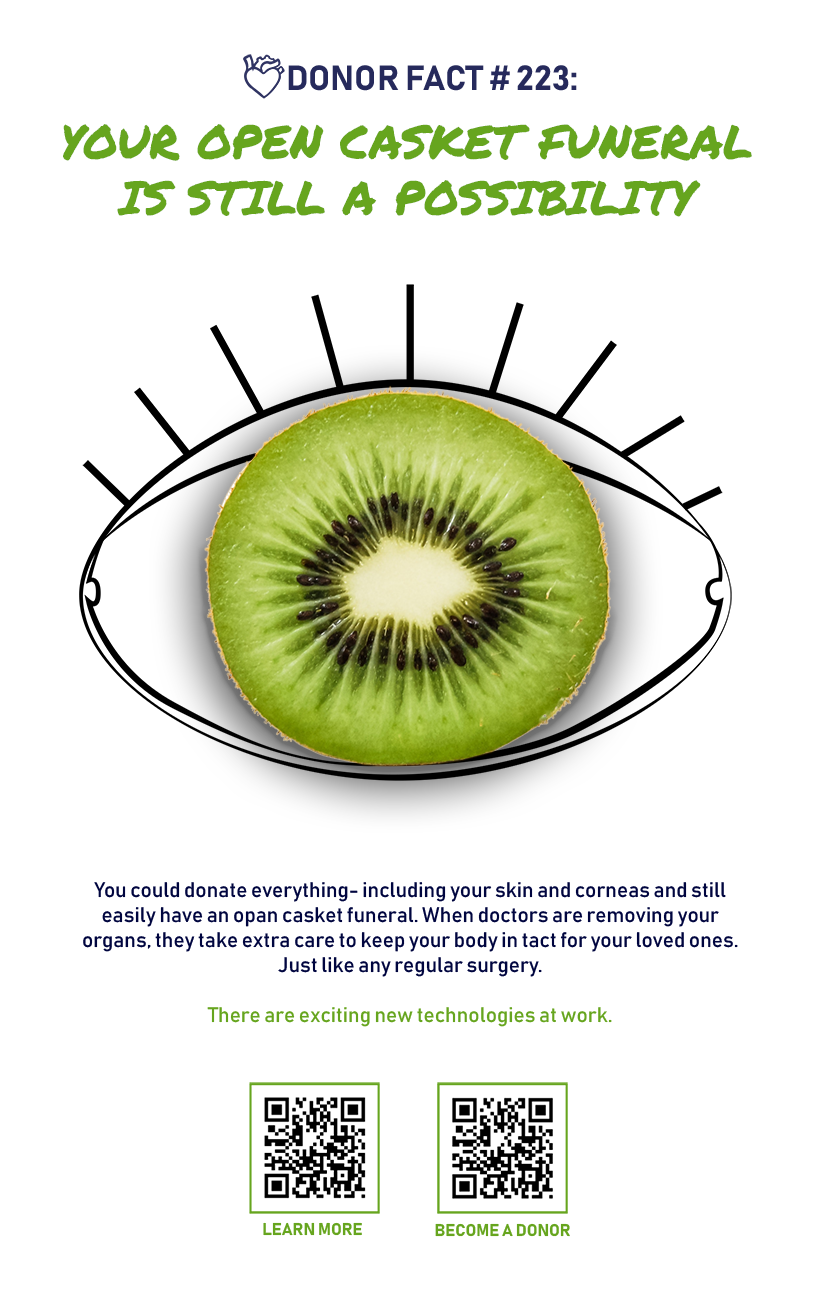 DONOR FACT # 223:
YOUR OPEN CASKET FUNERAL
IS STILL A POSSIBILITY
You could donate everything- including your skin and corneas and still
easily have an opan casket funeral. When doctors are removing your
organs, they take extra care to keep your body in tact for your loved ones.
Just like any regular surgery.
There are exciting new technologies at work.
LEARN MORE
BECOME A DONOR